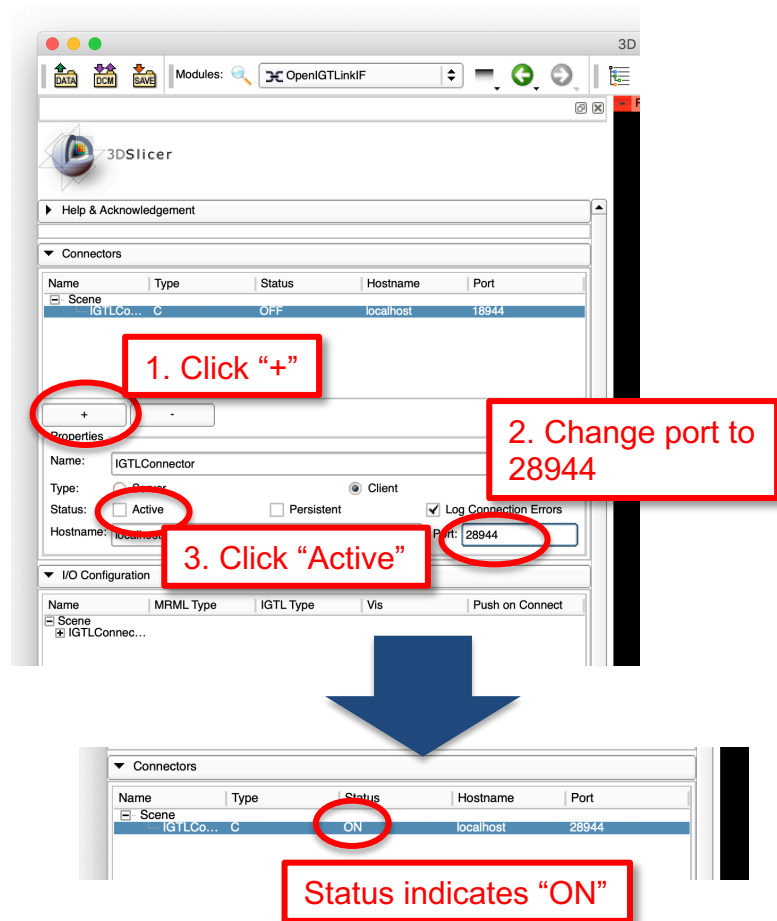 3D
DATA DCM SAVE Modules: OpenIGTLinkIF
3DSlicer
Help & Acknowledgement
Connectors
Name Type Status Hostname Port
Scene
IGTLCo... C OFF localhost 18944
1. Click “+”
+ -
2. Change port to
28944
Properties
Name: IGTLConnector
Type: Server Client
Status: Active Persistent Log Connection Errors
Hostname: localhost Port: 28944
3. Click “Active”
I/O Configuration
Name MRML Type IGTL Type Vis Push on Connect
Scene
IGTLConnec...
Connectors
Name Type Status Hostname Port
Scene
IGTLCo... C ON localhost 28944
Status indicates “ON”